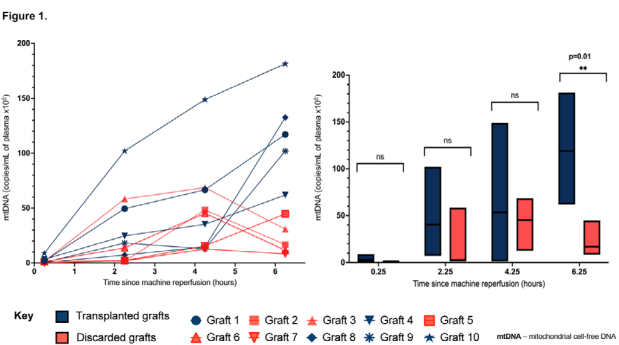 Figure 1.
mtDNA (copies/mL of plasma x10⁶)
200
150
100
50
0
0 1 2 3 4 5 6
Time since machine reperfusion (hours)
mtDNA (copies/mL of plasma x10⁶)
200
150
100
50
0
ns
ns
ns
p=0.01
**
0.25 2.25 4.25 6.25
Time since machine reperfusion (hours)
Key
Transplanted grafts
Discarded grafts
Graft 1 Graft 2 Graft 3 Graft 4 Graft 5
Graft 6 Graft 7 Graft 8 Graft 9 Graft 10
mtDNA – mitochondrial cell-free DNA